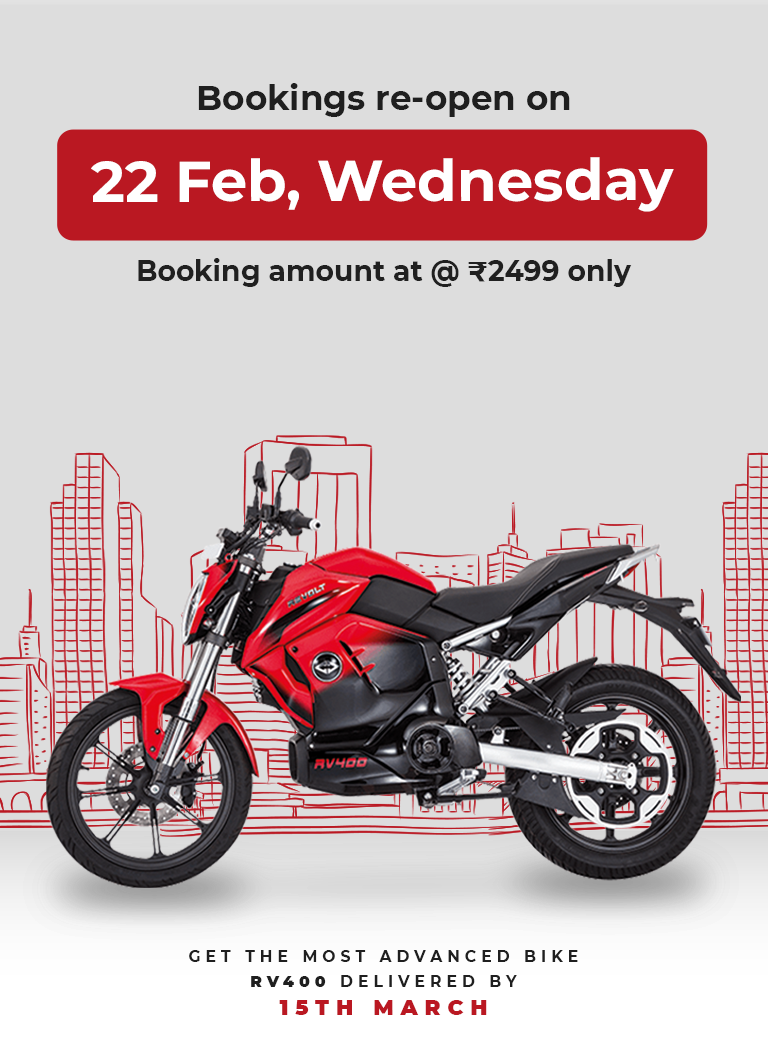 Bookings re-open on
22 Feb, Wednesday
Booking amount at @ ₹2499 only
REVOLT
RV400
GET THE MOST ADVANCED BIKE
RV400 DELIVERED BY
15TH MARCH